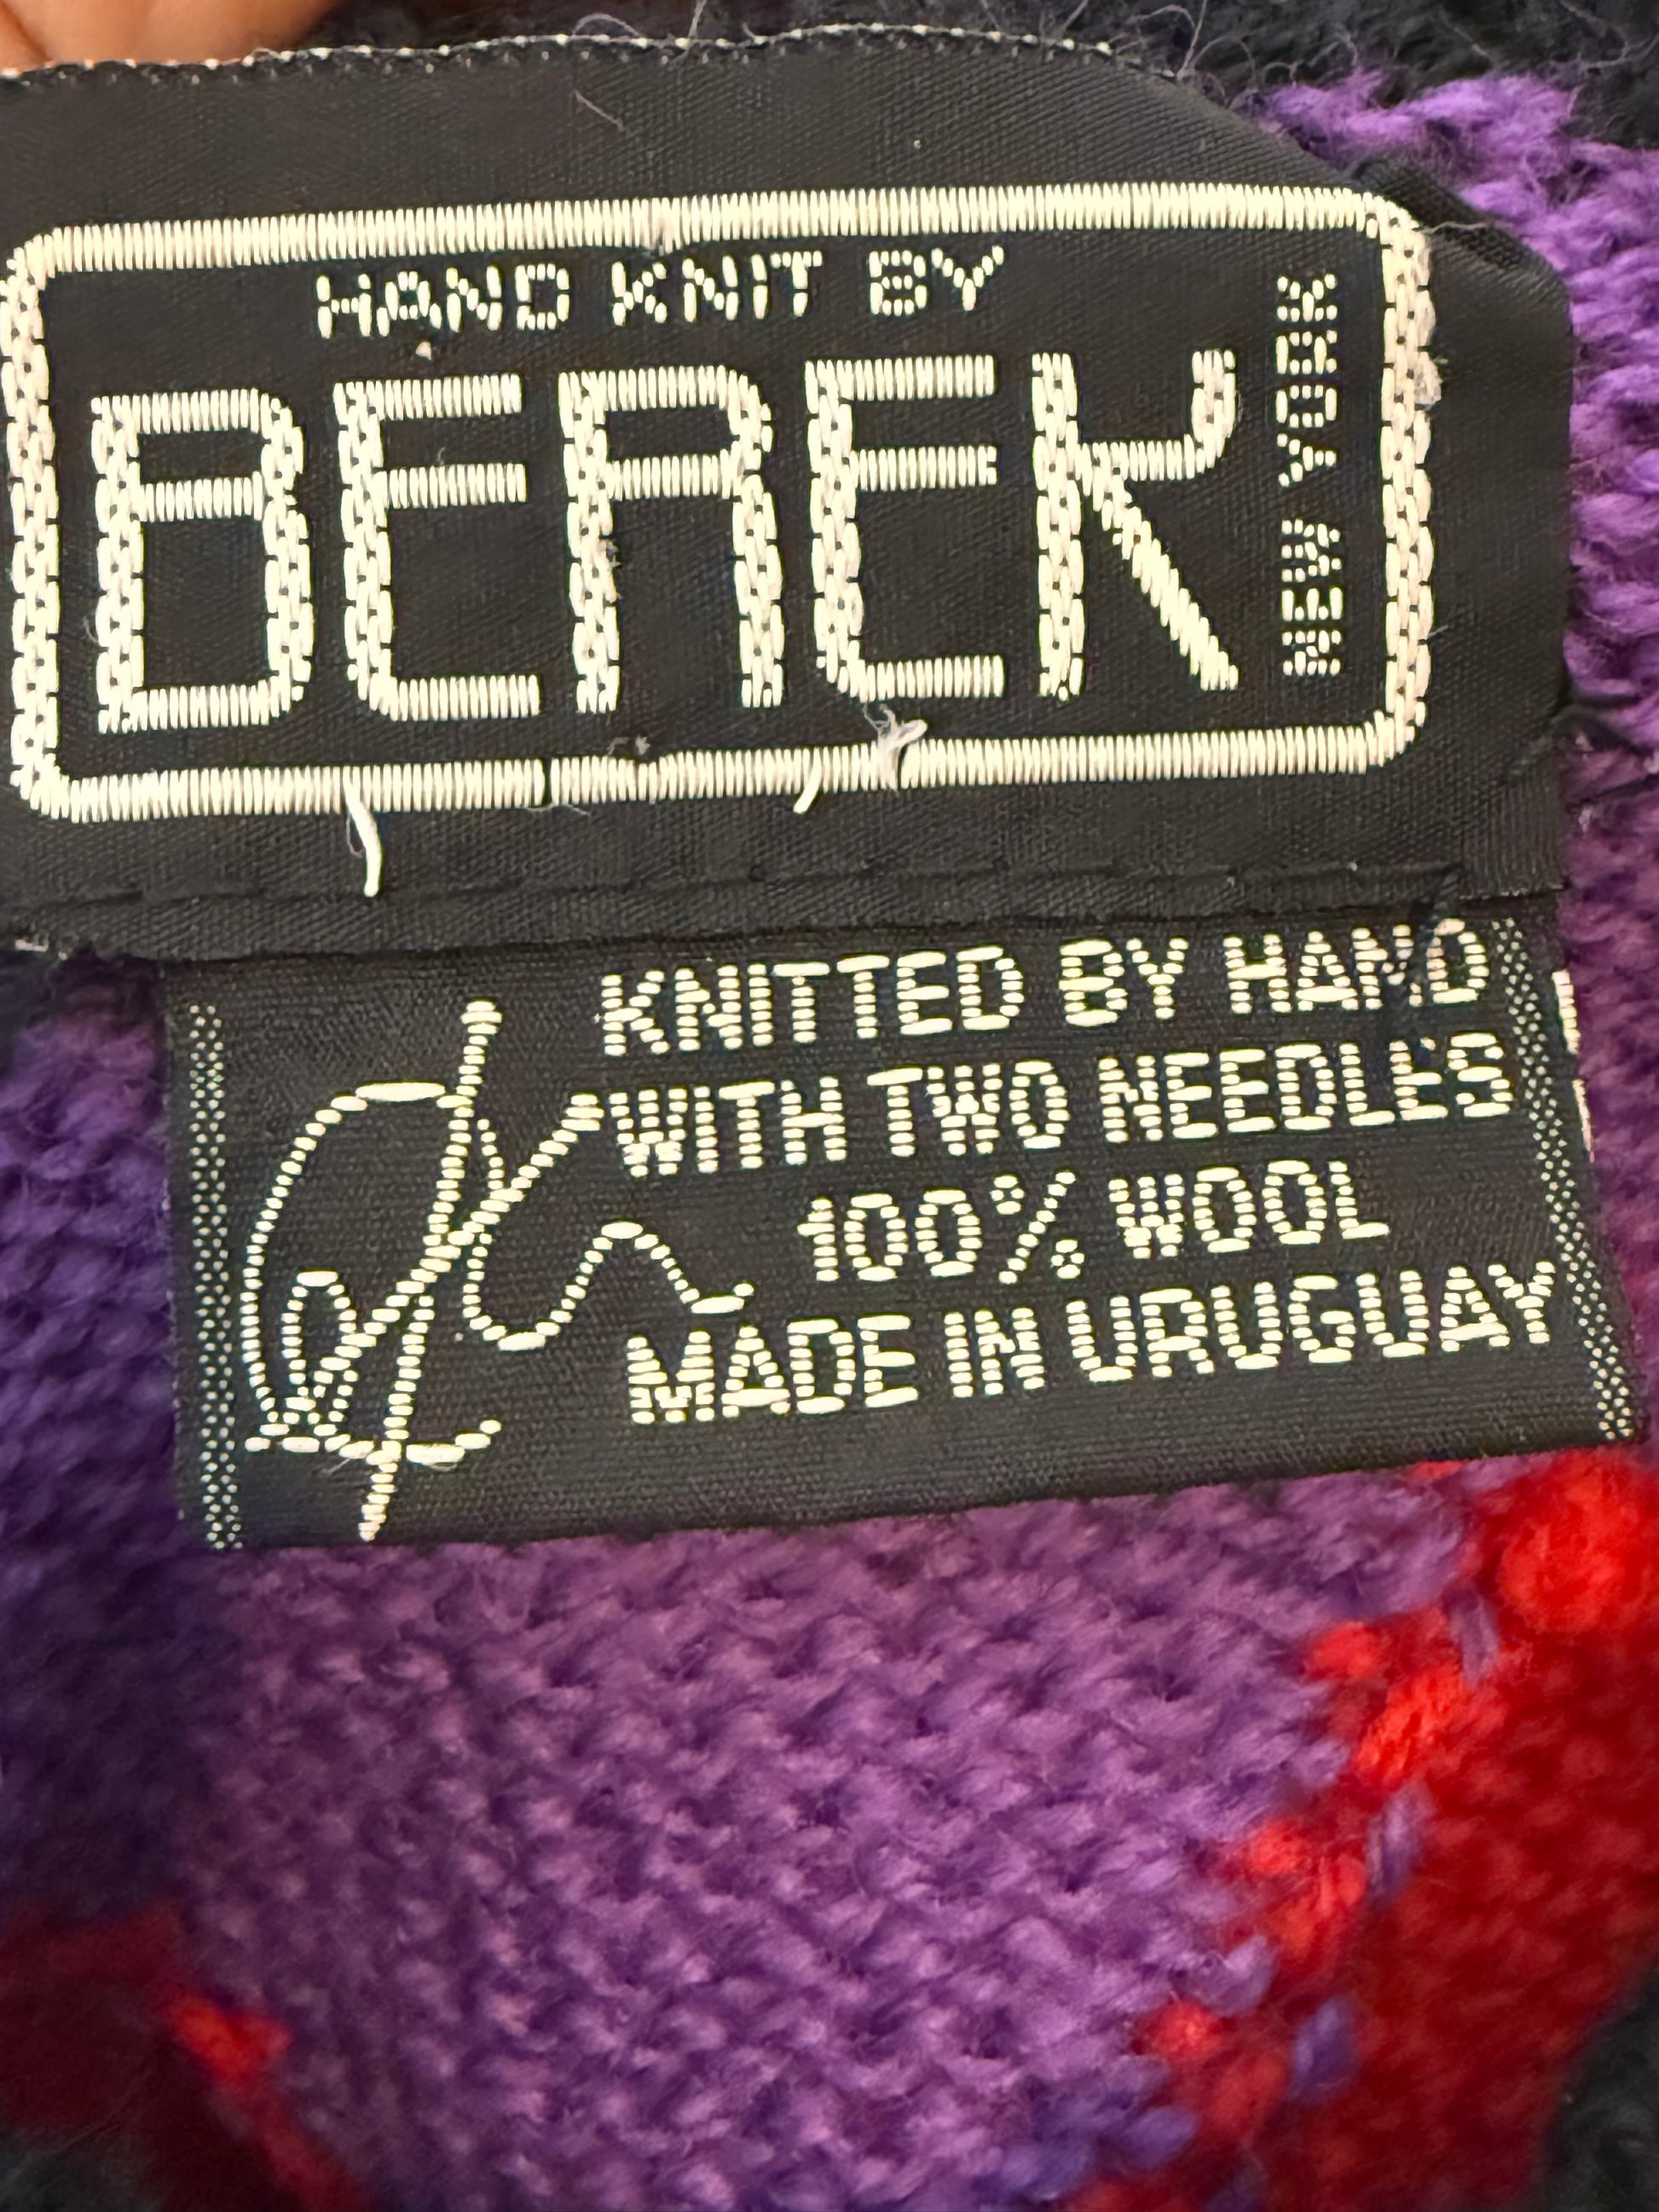 HAND KNIT BY
BEREK
NEW YORK
KNITTED BY HAND
WITH TWO NEEDLES
100% WOOL
MADE IN URUGUAY